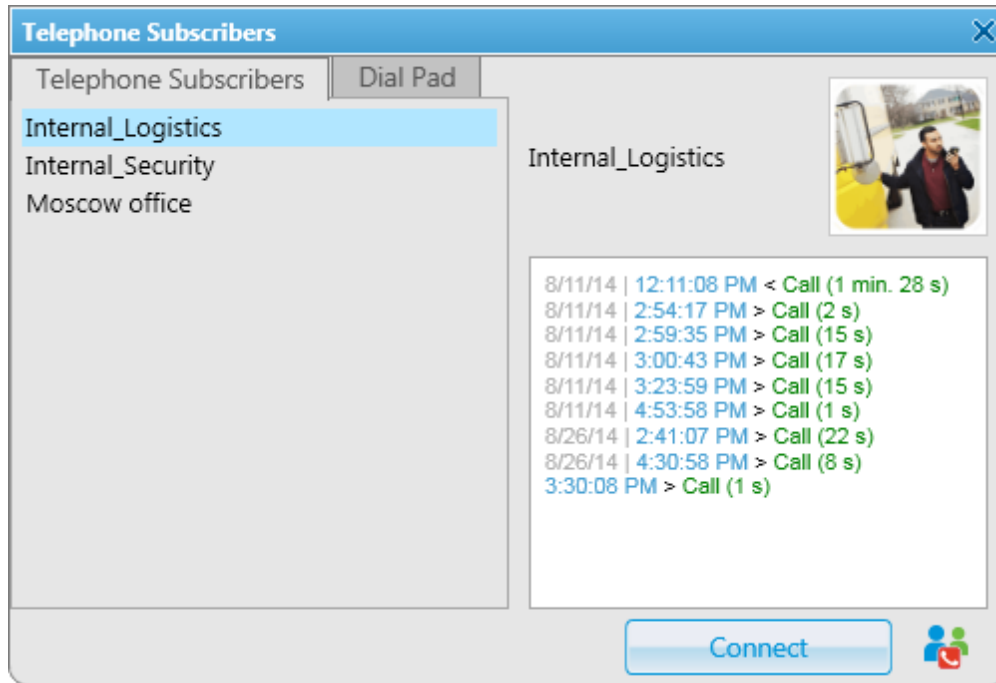 Telephone Subscribers
Telephone Subscribers
Dial Pad
Internal_Logistics
Internal_Security
Moscow office
Internal_Logistics
8/11/14 | 12:11:08 PM < Call (1 min. 28 s)
8/11/14 | 2:54:17 PM > Call (2 s)
8/11/14 | 2:59:35 PM > Call (15 s)
8/11/14 | 3:00:43 PM > Call (17 s)
8/11/14 | 3:23:59 PM > Call (15 s)
8/11/14 | 4:53:58 PM > Call (1 s)
8/26/14 | 2:41:07 PM > Call (22 s)
8/26/14 | 4:30:58 PM > Call (8 s)
3:30:08 PM > Call (1 s)
Connect